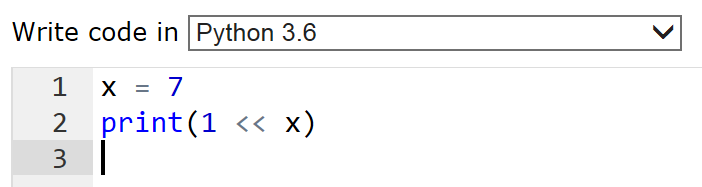 Write code in Python 3.6
1 x = 7
2 print(1 << x)
3